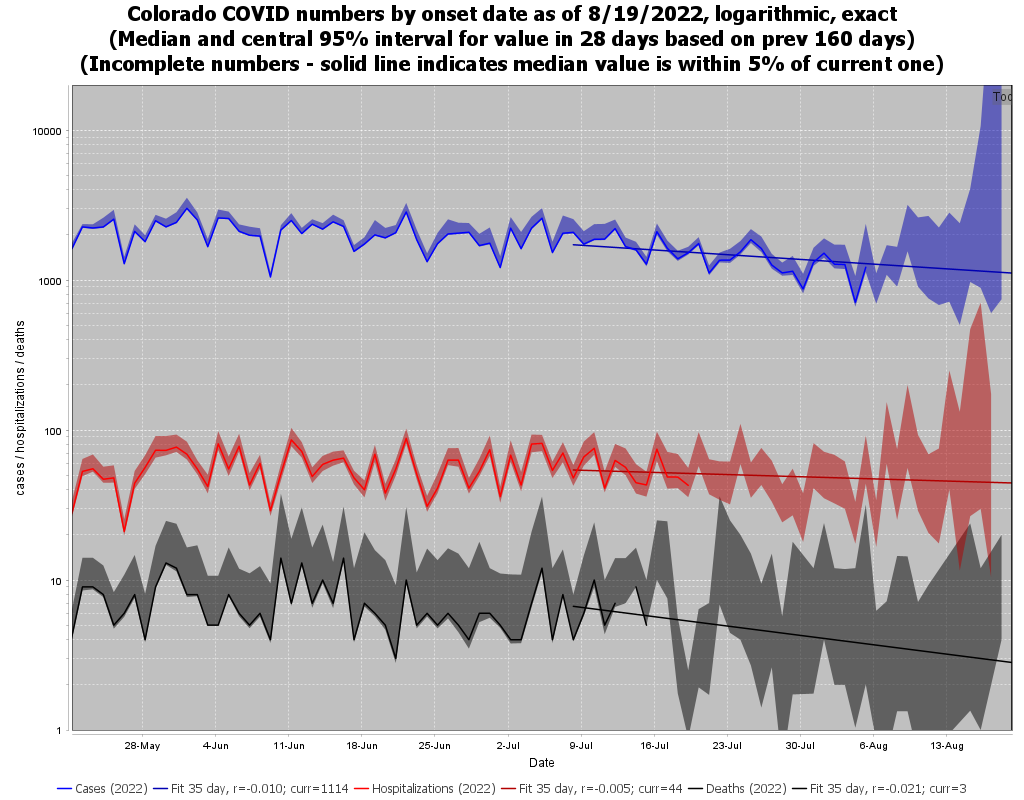 Colorado COVID numbers by onset date as of 8/19/2022, logarithmic, exact
(Median and central 95% interval for value in 28 days based on prev 160 days)
(Incomplete numbers - solid line indicates median value is within 5% of current one)
10000
1000
100
10
1
cases / hospitalizations / deaths
28-May 4-Jun 11-Jun 18-Jun 25-Jun 2-Jul 9-Jul 16-Jul 23-Jul 30-Jul 6-Aug 13-Aug
Date
Cases (2022) Fit 35 day, r=-0.010; curr=1114 Hospitalizations (2022) Fit 35 day, r=-0.005; curr=44 Deaths (2022) Fit 35 day, r=-0.021; curr=3